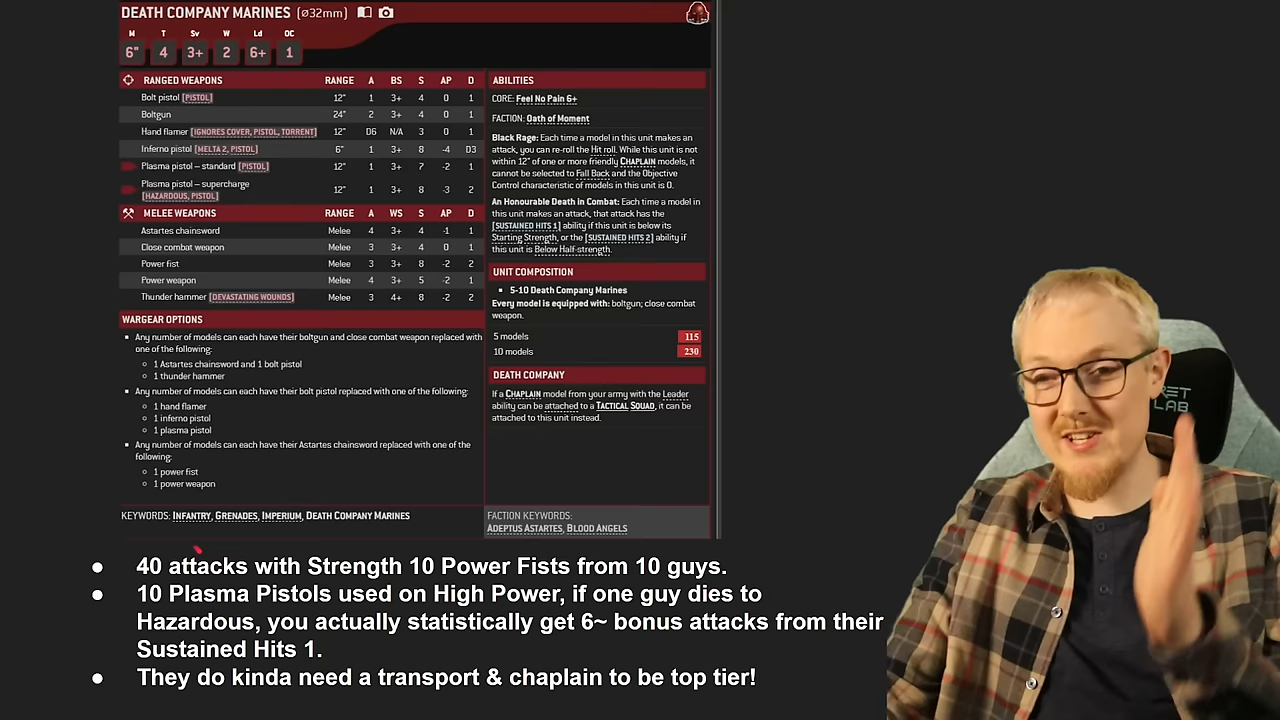 DEATH COMPANY MARINES (⌀32mm)
M T Sv W Ld OC
6" 4 3+ 2 6+ 1
RANGED WEAPONS RANGE A BS S AP D
Bolt pistol [PISTOL] 12" 1 3+ 4 0 1
Boltgun 24" 2 3+ 4 0 1
Hand flamer [IGNORES COVER, PISTOL, TORRENT] 12" D6 N/A 3 0 1
Inferno pistol [MELTA 2, PISTOL] 6" 1 3+ 8 -4 D3
Plasma pistol – standard [PISTOL] 12" 1 3+ 7 -2 1
Plasma pistol – supercharge
[HAZARDOUS, PISTOL] 12" 1 3+ 8 -3 2
MELEE WEAPONS RANGE A WS S AP D
Astartes chainsword Melee 4 3+ 4 -1 1
Close combat weapon Melee 3 3+ 4 0 1
Power fist Melee 3 3+ 8 -2 2
Power weapon Melee 4 3+ 5 -2 1
Thunder hammer [DEVASTATING WOUNDS] Melee 3 4+ 8 -2 2
WARGEAR OPTIONS
Any number of models can each have their boltgun and close combat weapon replaced with
one of the following:
1 Astartes chainsword and 1 bolt pistol
1 thunder hammer
Any number of models can each have their bolt pistol replaced with one of the following:
1 hand flamer
1 inferno pistol
1 plasma pistol
Any number of models can each have their Astartes chainsword replaced with one of the
following:
1 power fist
1 power weapon
KEYWORDS: INFANTRY, GRENADES, IMPERIUM, DEATH COMPANY MARINES
ABILITIES
CORE: Feel No Pain 6+
FACTION: Oath of Moment
Black Rage: Each time a model in this unit makes an
attack, you can re-roll the Hit roll. While this unit is not
within 12" of one or more friendly CHAPLAIN models, it
cannot be selected to Fall Back and the Objective
Control characteristic of models in this unit is 0.
An Honourable Death in Combat: Each time a model in
this unit makes an attack, that attack has the
[SUSTAINED HITS 1] ability if this unit is below its
Starting Strength, or the [SUSTAINED HITS 2] ability if
this unit is Below Half-strength.
UNIT COMPOSITION
5-10 Death Company Marines
Every model is equipped with: boltgun; close combat
weapon.
5 models 115
10 models 230
DEATH COMPANY
If a CHAPLAIN model from your army with the Leader
ability can be attached to a TACTICAL SQUAD, it can be
attached to this unit instead.
FACTION KEYWORDS:
ADEPTUS ASTARTES, BLOOD ANGELS
● 40 attacks with Strength 10 Power Fists from 10 guys.
● 10 Plasma Pistols used on High Power, if one guy dies to
Hazardous, you actually statistically get 6~ bonus attacks from their
Sustained Hits 1.
● They do kinda need a transport & chaplain to be top tier!
LAB